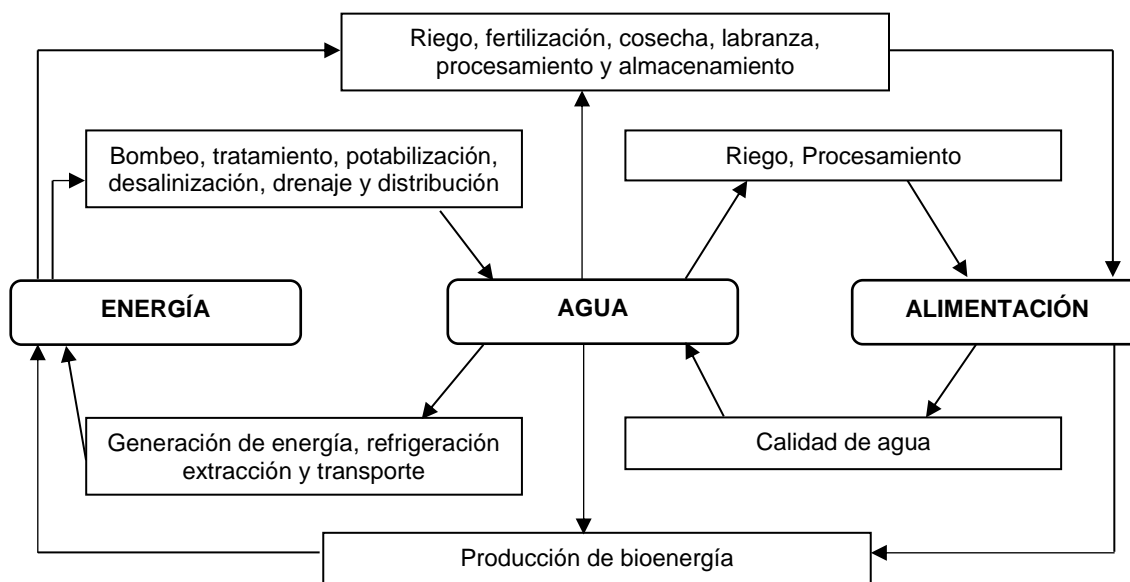 Riego, fertilización, cosecha, labranza,
procesamiento y almacenamiento
Bombeo, tratamiento, potabilización,
desalinización, drenaje y distribución
Riego, Procesamiento
ENERGÍA
AGUA
ALIMENTACIÓN
Generación de energía, refrigeración
extracción y transporte
Calidad de agua
Producción de bioenergía